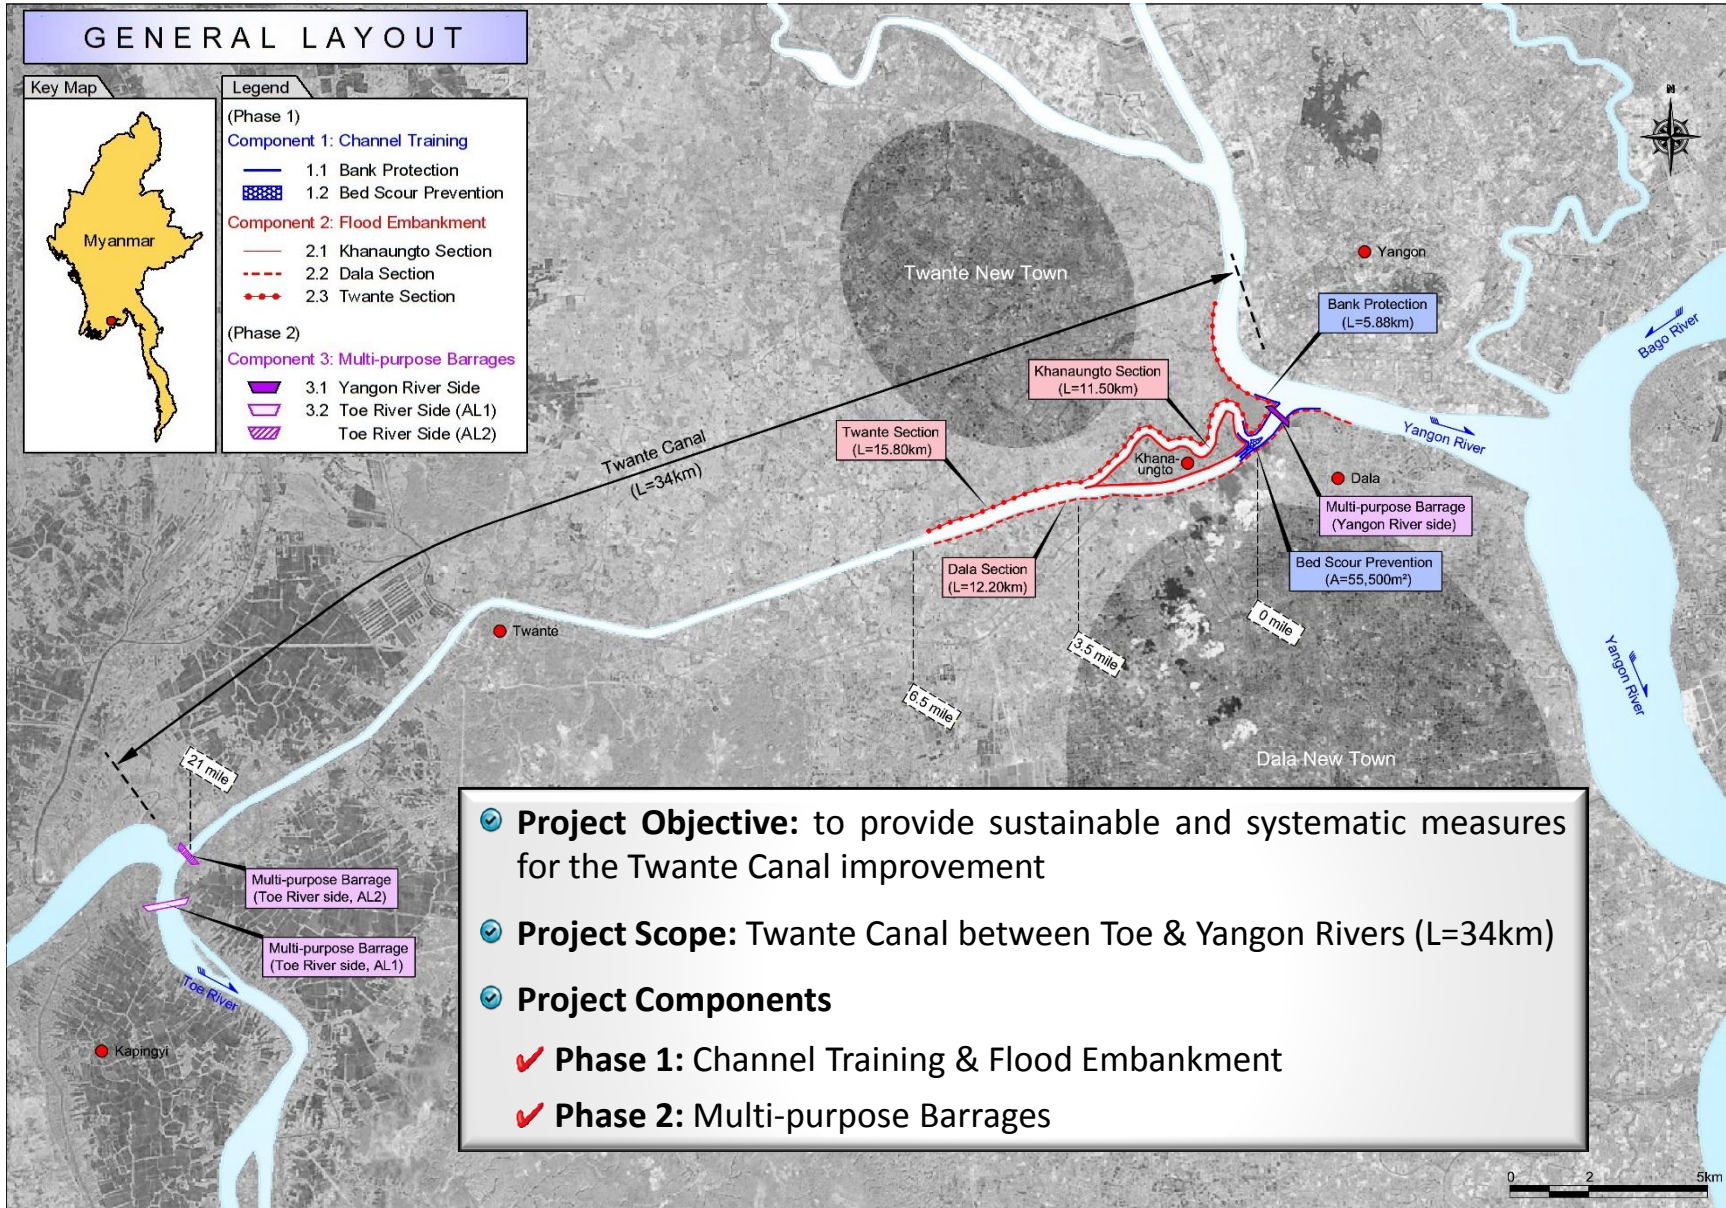 GENERAL LAYOUT
Key Map
Myanmar
Legend
(Phase 1)
Component 1: Channel Training
1.1 Bank Protection
1.2 Bed Scour Prevention
Component 2: Flood Embankment
2.1 Khanaungto Section
2.2 Dala Section
2.3 Twante Section
(Phase 2)
Component 3: Multi-purpose Barrages
3.1 Yangon River Side
3.2 Toe River Side (AL1)
Toe River Side (AL2)
N
Twante New Town
Yangon
Bank Protection
(L=5.88km)
Bago River
Khanaungto Section
(L=11.50km)
Twante Section
(L=15.80km)
Yangon River
Twante Canal
(L=34km)
Khana-
ungto
Dala
Multi-purpose Barrage
(Yangon River side)
Dala Section
(L=12.20km)
Bed Scour Prevention
(A=55,500m²)
0 mile
3.5 mile
6.5 mile
21 mile
Twante
Yangon River
Dala New Town
Multi-purpose Barrage
(Toe River side, AL2)
Multi-purpose Barrage
(Toe River side, AL1)
Toe River
Kapingyi
Project Objective: to provide sustainable and systematic measures
for the Twante Canal improvement
Project Scope: Twante Canal between Toe & Yangon Rivers (L=34km)
Project Components
Phase 1: Channel Training & Flood Embankment
Phase 2: Multi-purpose Barrages
0 2 5km